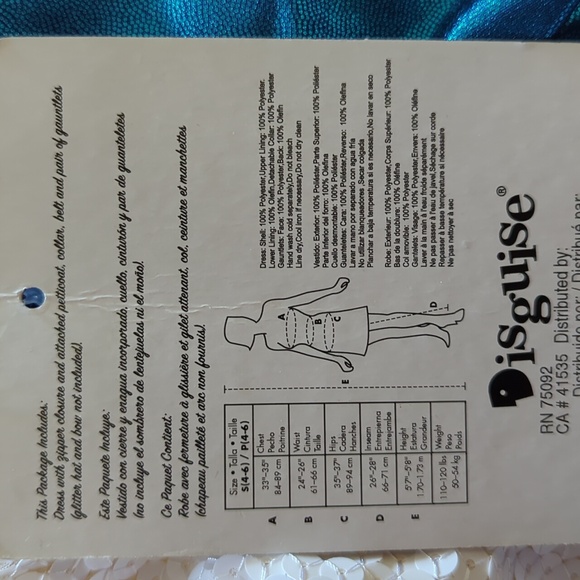 This Package Includes:
Dress with zipper closure and attached petticoat, collar, belt and pair of gauntlets
(glitter hat and bow not included).
Este Paquete Incluye:
Vestido con cierre y enagua incorporado, cuello, cinturón y par de guanteletes
(no incluye el sombrero de lentejuelas ni el moño).
Ce Paquet Contient:
Robe avec fermeture à glissière et gilet attenant, col, ceinture et manchettes
(chapeau pailleté et arc non fournis).
Dress: Shell: 100% Polyester,Upper Lining: 100% Polyester,
Lower Lining: 100% Olefin,Detachable Collar: 100% Polyester
Gauntlets: Face: 100% Polyester,Back: 100% Olefin
Hand wash cold separately,Do not bleach
Line dry,Cool iron if necessary,Do not dry clean
Vestido: Exterior: 100% Poliéster,Parte Superior: 100% Poliéster
Parte Inferior del forro: 100% Olefina
Cuello desmontable: 100% Poliéster
Guanteletes: Cara: 100% Poliéster,Reverso: 100% Olefina
Lavar a mano por separado con agua fria
No utilizar blanqueadores ,Secar colgada
Planchar a baja temperatura si es necesario,No lavar en seco
Robe: Exterieur: 100% Polyester,Corps Supérieur: 100% Polyester
Bas de la doublure: 100% Oléfine
Col amovible: 100% Polyester
Gantelets: Visage: 100% Polyester,Envers: 100% Oléfine
Laver à la main à l'eau froide séparément
Ne pas passer à l'eau de javel,Séchage sur corde
Repasser à basse température si nécessaire
Ne pas nettoyer à sec
A
B
C
D
E
Size • Talla • Taille
S(4-6) / P(4-6)
A
33"-35"
84-89 cm
Chest
Pecho
Poitrine
B
24"-26"
61-66 cm
Waist
Cintura
Taille
C
35"-37"
89-94 cm
Hips
Cadera
Hanches
D
26"-28"
66-71 cm
Inseam
Entrepierna
Entrejambe
E
5'7"-5'8"
1.70-1.73 m
Height
Estatura
Grandeur
110-120 lbs
50-54 kg
Weight
Peso
Poids
Disguise®
RN 75092
CA # 41535 Distributed by:
Distribuido por: / Distribué par: